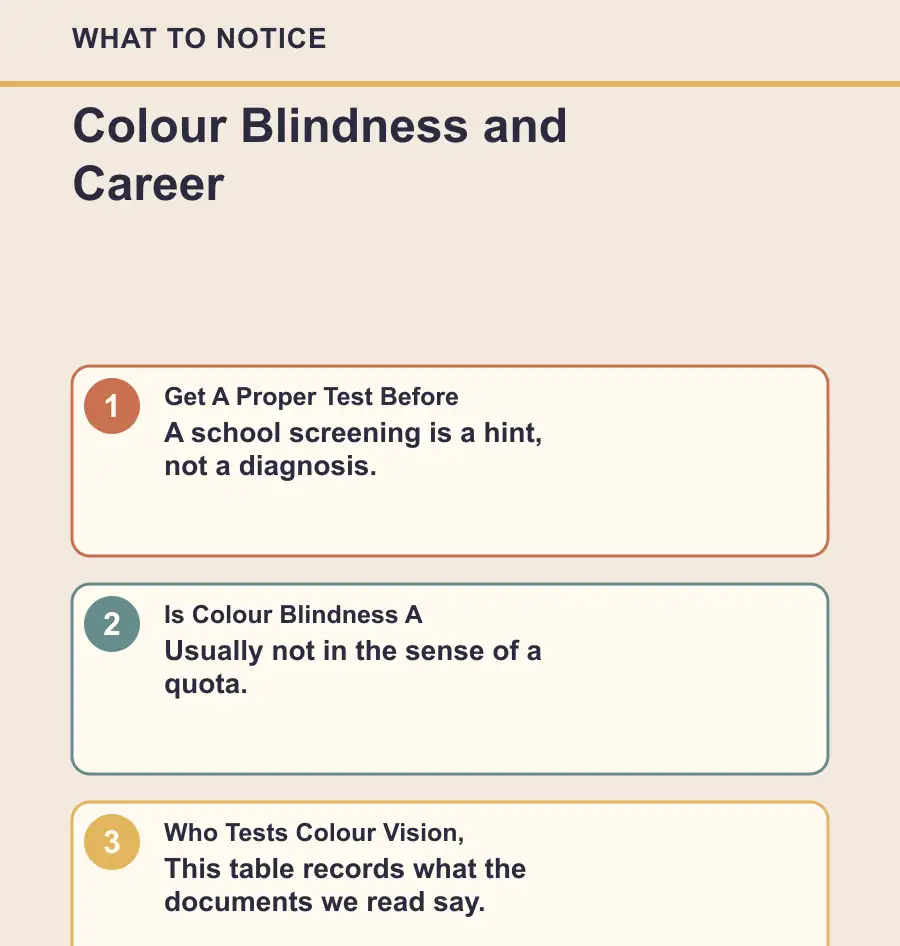 WHAT TO NOTICE
Colour Blindness and
Career
1
Get A Proper Test Before
A school screening is a hint,
not a diagnosis.
2
Is Colour Blindness A
Usually not in the sense of a
quota.
3
Who Tests Colour Vision,
This table records what the
documents we read say.